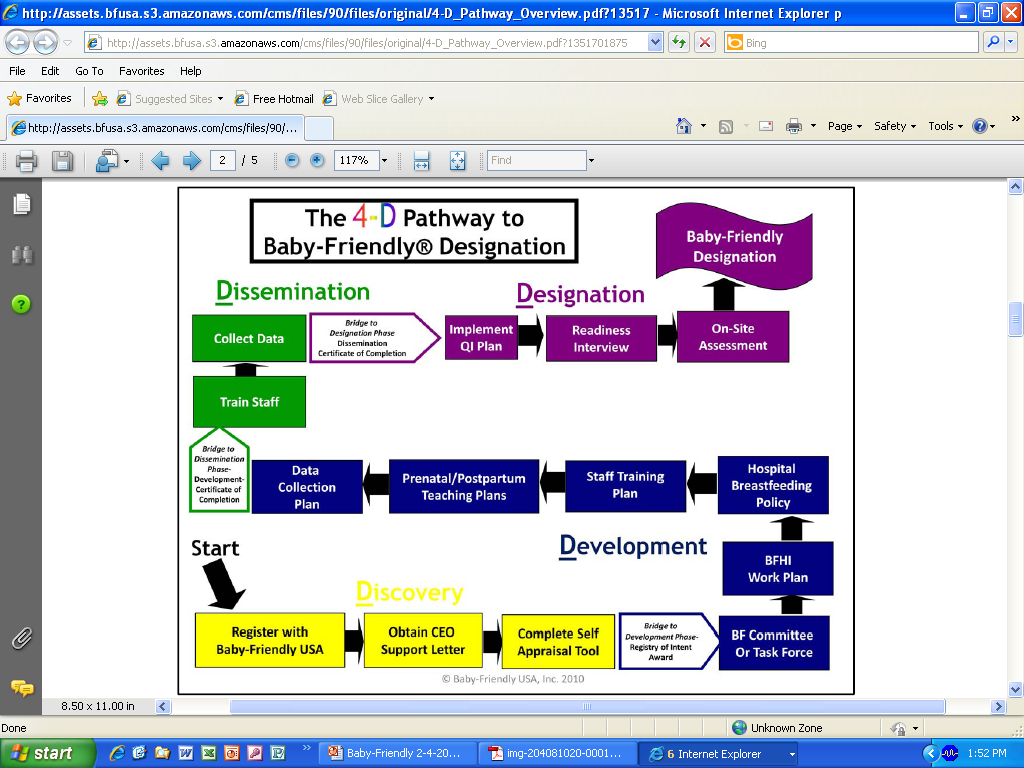 http://assets.bfusa.s3.amazonaws.com/cms/files/90/files/original/4-D_Pathway_Overview.pdf?13517 - Microsoft Internet Explorer p
http://assets.bfusa.s3.amazonaws.com/cms/files/90/files/original/4-D_Pathway_Overview.pdf?1351701875
Bing
File Edit Go To Favorites Help
Favorites Suggested Sites Free Hotmail Web Slice Gallery
http://assets.bfusa.s3.amazonaws.com/cms/files/90/...
Page Safety Tools
2 / 5 117% Find
The 4-D Pathway to
Baby-Friendly® Designation
Baby-Friendly
Designation
Dissemination
Designation
Collect Data
Bridge to
Designation Phase
Dissemination
Certificate of Completion
Implement
QI Plan
Readiness
Interview
On-Site
Assessment
Train Staff
Bridge to
Dissemination
Phase-
Development-
Certificate of
Completion
Data
Collection
Plan
Prenatal/Postpartum
Teaching Plans
Staff Training
Plan
Hospital
Breastfeeding
Policy
Start
Development
BFHI
Work Plan
Discovery
Register with
Baby-Friendly USA
Obtain CEO
Support Letter
Complete Self
Appraisal Tool
Bridge to
Development Phase-
Registry of Intent
Award
BF Committee
Or Task Force
© Baby-Friendly USA, Inc. 2010
8.50 x 11.00 in
Done
Unknown Zone
start
Baby-Friendly 2-4-20...
img-204081020-0001...
6 Internet Explorer
1:52 PM